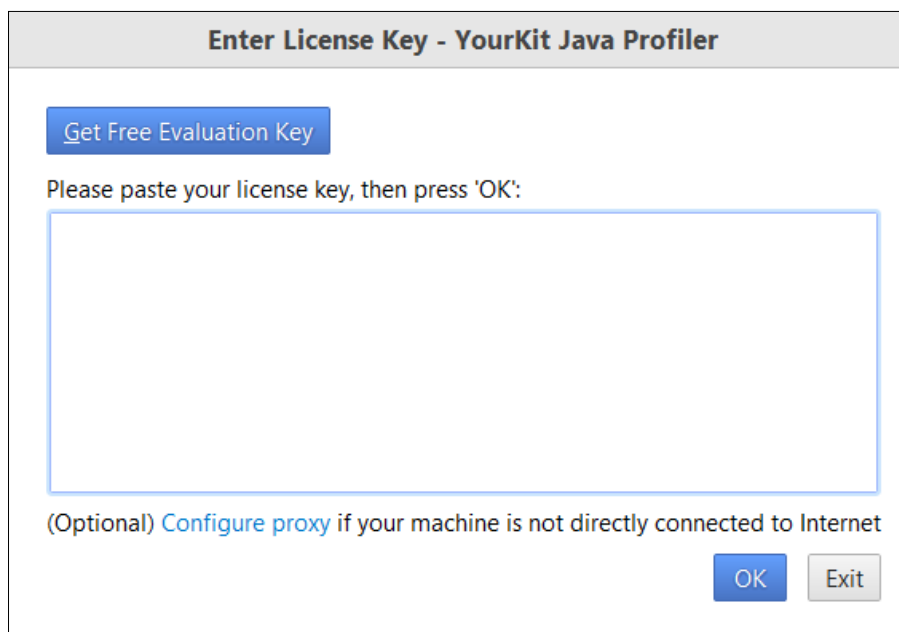 Enter License Key - YourKit Java Profiler
Get Free Evaluation Key
Please paste your license key, then press 'OK':
(Optional) Configure proxy if your machine is not directly connected to Internet
OK
Exit